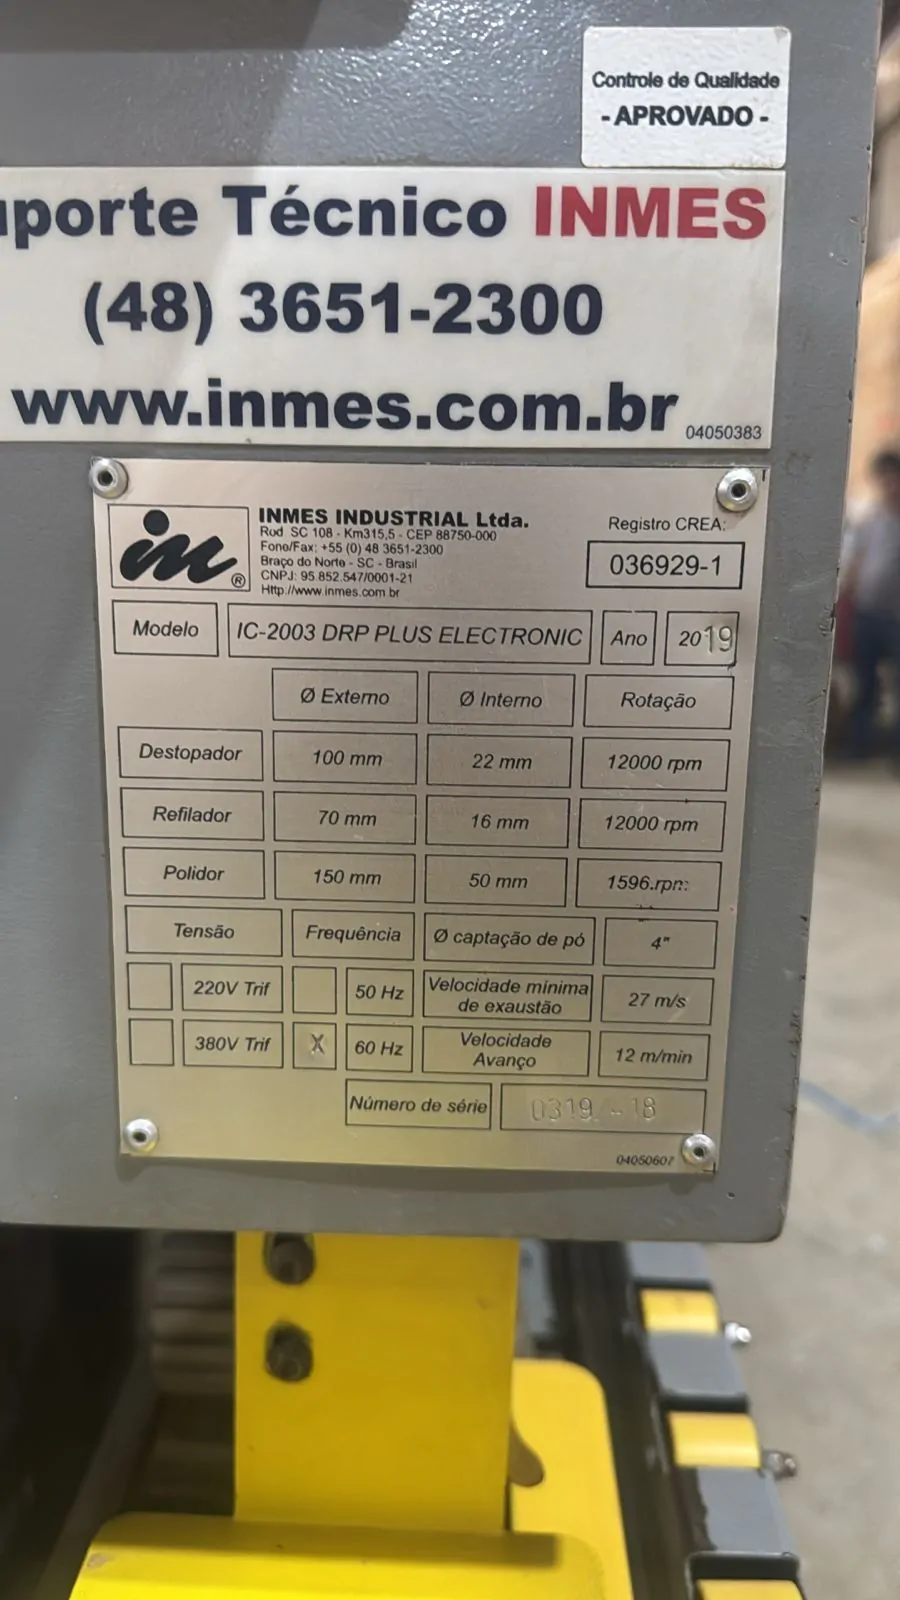 Controle de Qualidade
- APROVADO -
uporte Técnico INMES
(48) 3651-2300
www.inmes.com.br
04050383
im®
INMES INDUSTRIAL Ltda.
Rod SC 108 - Km315,5 - CEP 88750-000
Fone/Fax: +55 (0) 48 3651-2300
Braço do Norte - SC - Brasil
CNPJ: 95.852.547/0001-21
Http://www.inmes.com br
Registro CREA:
036929-1
Modelo IC-2003 DRP PLUS ELECTRONIC Ano 2019
Ø Externo Ø Interno Rotação
Destopador 100 mm 22 mm 12000 rpm
Refilador 70 mm 16 mm 12000 rpm
Polidor 150 mm 50 mm 1596.rpm
Tensão Frequência Ø captação de pó 4"
220V Trif 50 Hz Velocidade mínima de exaustão 27 m/s
380V Trif X 60 Hz Velocidade Avanço 12 m/min
Número de série 0319 -18
04050607